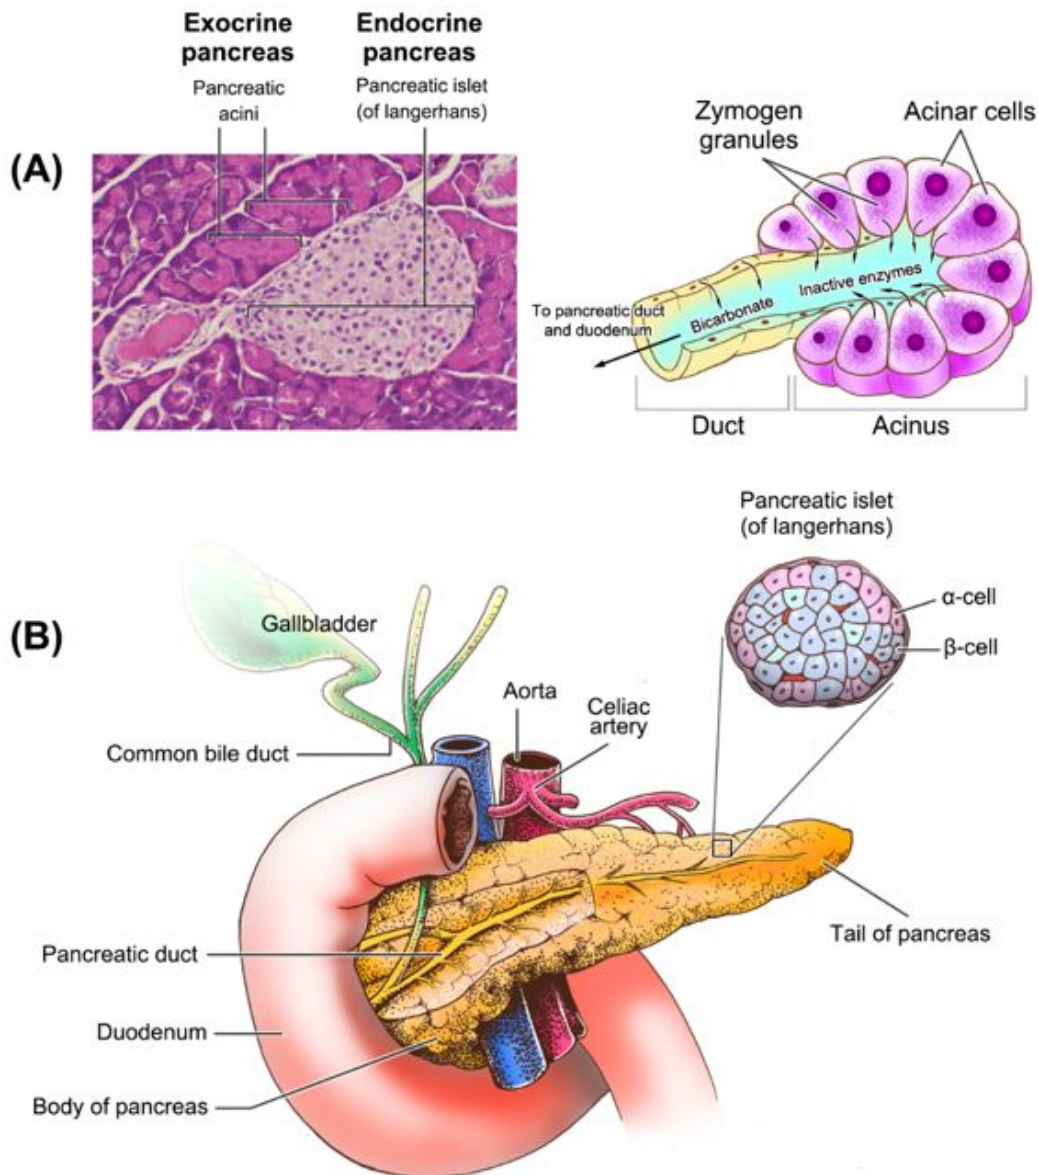 Exocrine
pancreas
Pancreatic
acini
Endocrine
pancreas
Pancreatic islet
(of langerhans)
(A)
Zymogen
granules
Acinar cells
Inactive enzymes
Bicarbonate
To pancreatic duct
and duodenum
Duct
Acinus
Pancreatic islet
(of langerhans)
α-cell
β-cell
(B)
Gallbladder
Aorta
Celiac
artery
Common bile duct
Pancreatic duct
Tail of pancreas
Duodenum
Body of pancreas